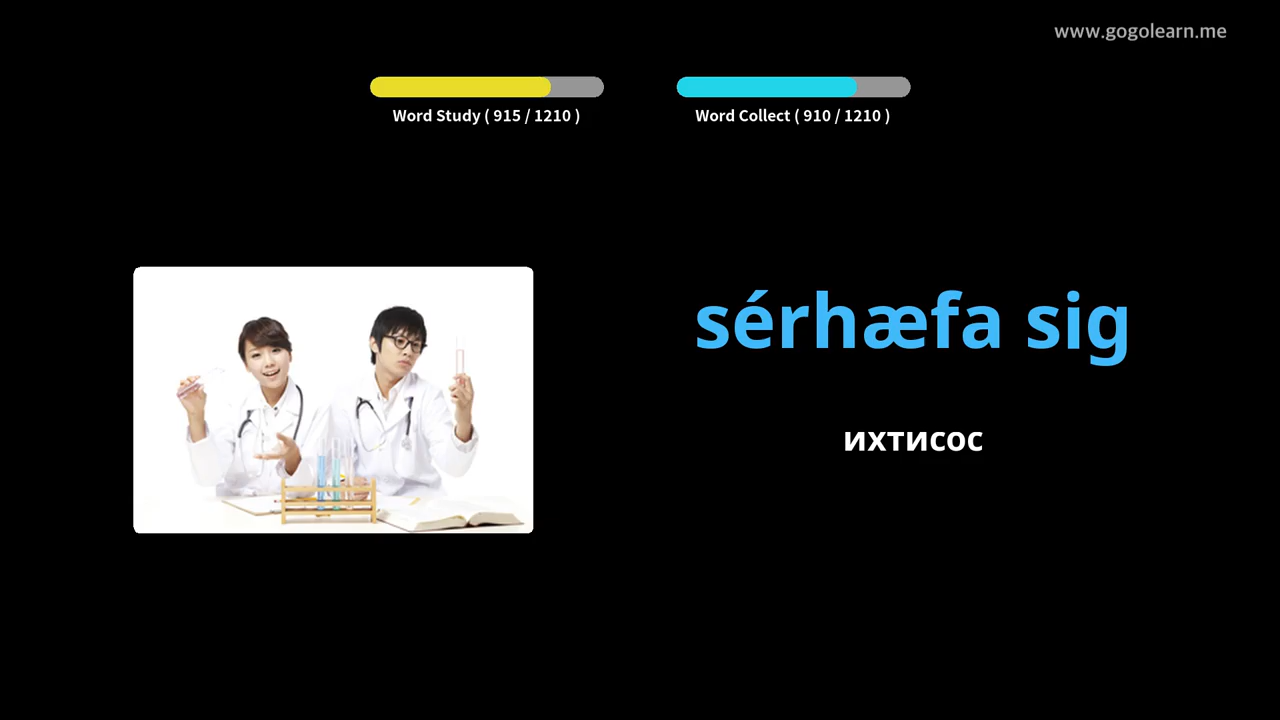 www.gogolearn.me
Word Study ( 915 / 1210 )
Word Collect ( 910 / 1210 )
sérhæfa sig
ихтисос